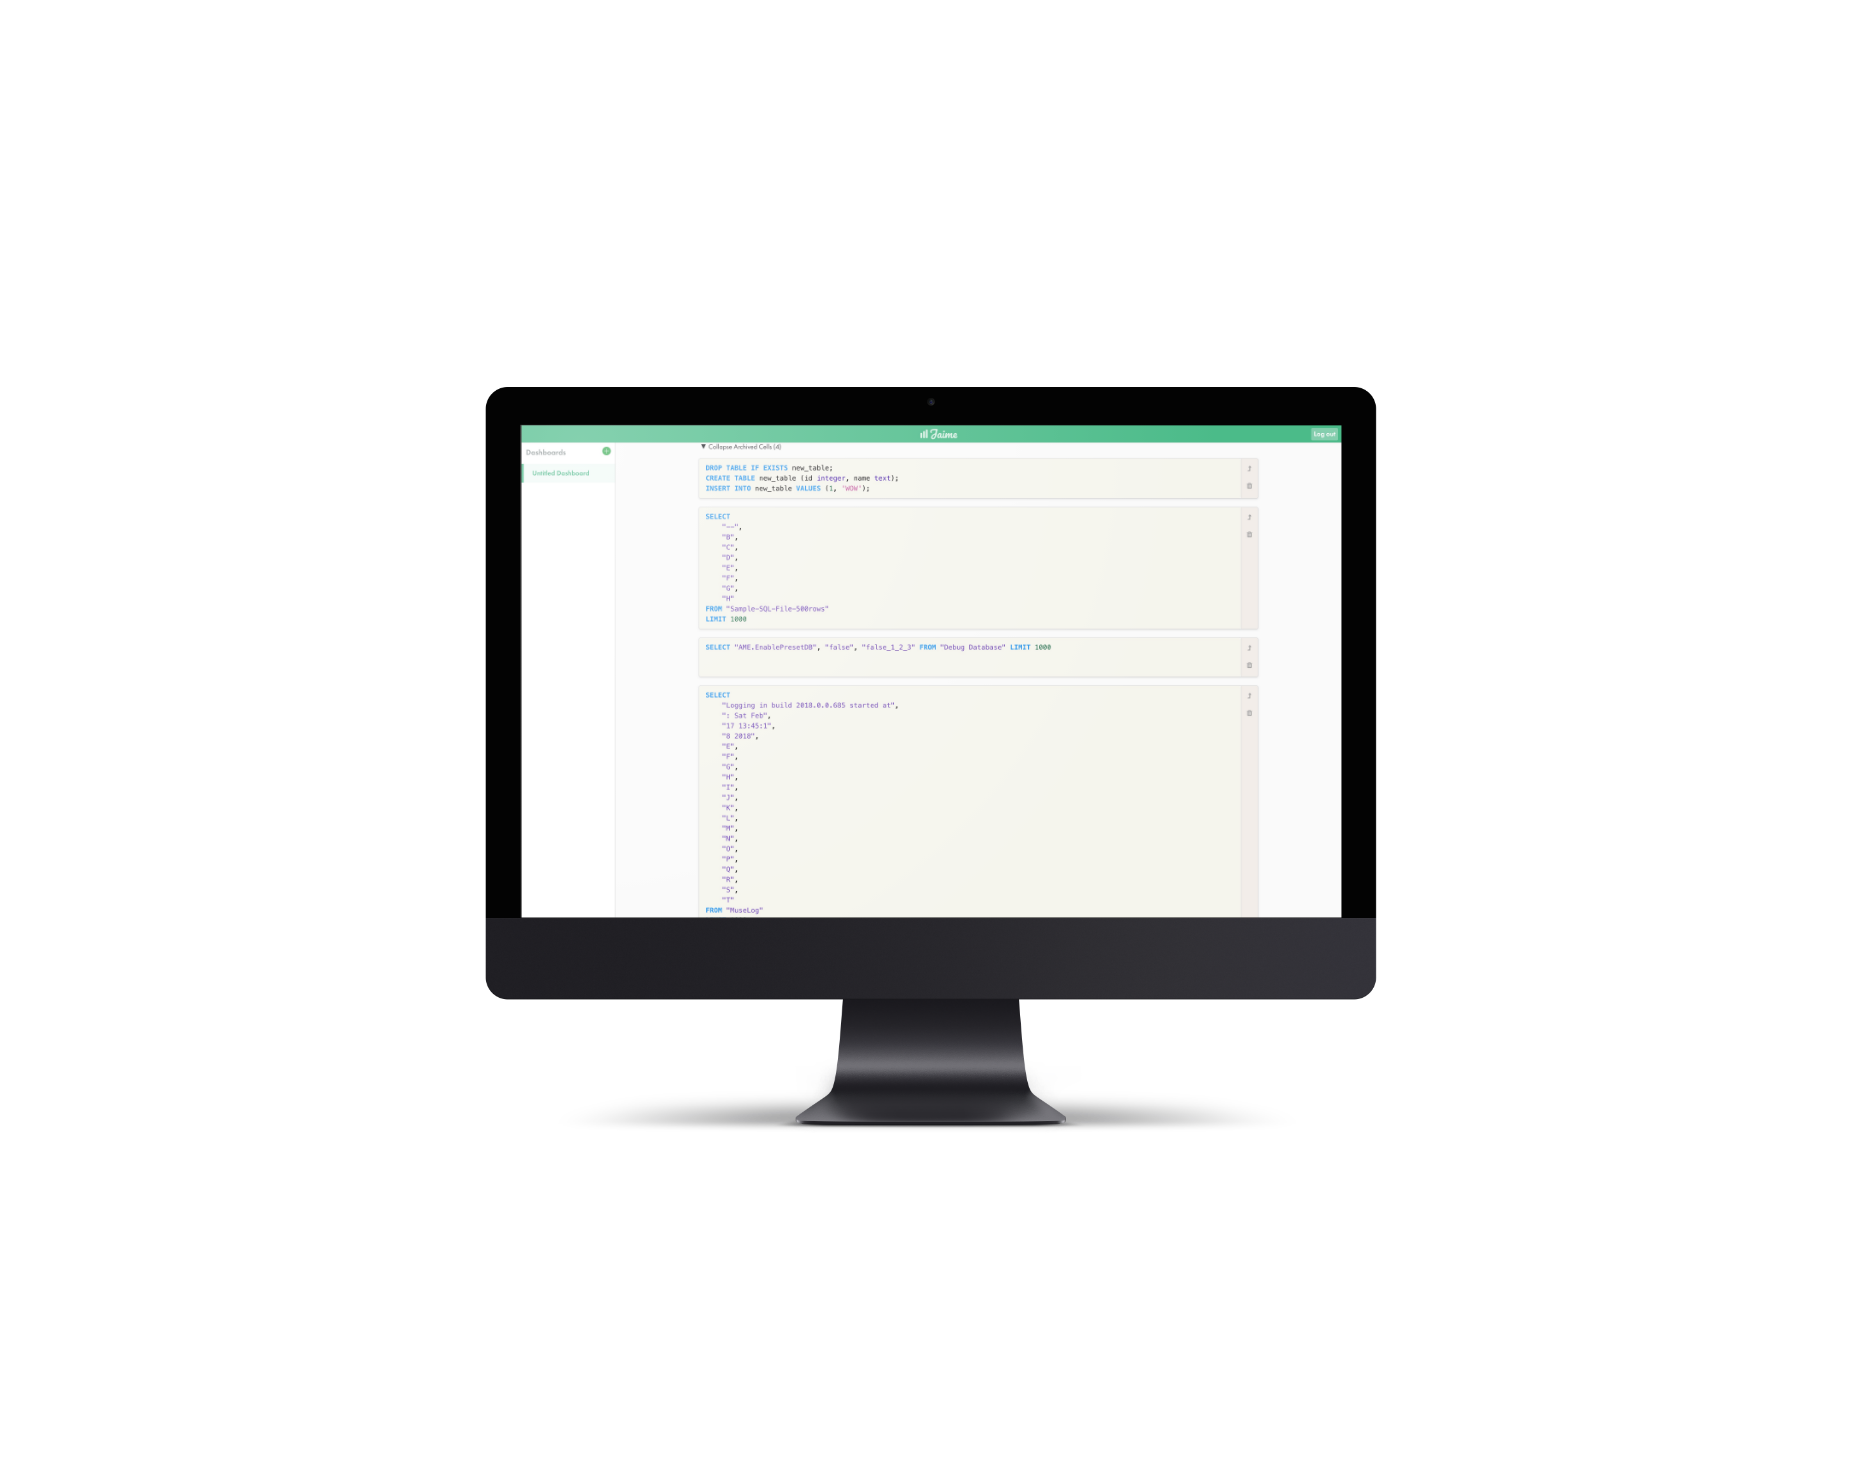 Jaime
Log out
Dashboards
Untitled Dashboard
▼ Collapse Archived Cells (4)
DROP TABLE IF EXISTS new_table;
CREATE TABLE new_table (id integer, name text);
INSERT INTO new_table VALUES (1, 'WOW');
SELECT
"~~",
"B",
"C",
"D",
"E",
"F",
"G",
"H"
FROM "Sample-SQL-File-500rows"
LIMIT 1000
SELECT "AME.EnablePresetDB", "false", "false_1_2_3" FROM "Debug Database" LIMIT 1000
SELECT
"Logging in build 2018.0.0.685 started at",
": Sat Feb",
"17 13:45:1",
"8 2018",
"E",
"F",
"G",
"H",
"I",
"J",
"K",
"L",
"M",
"N",
"O",
"P",
"Q",
"R",
"S",
"T"
FROM "MuseLog"